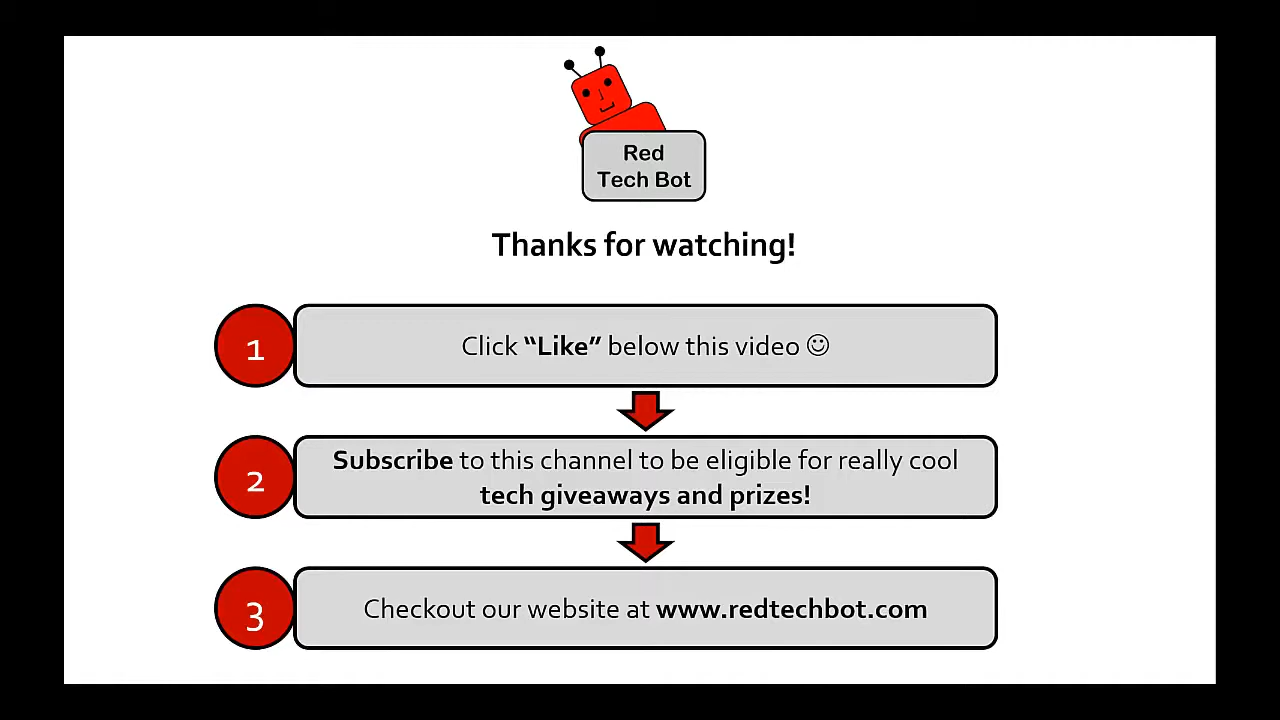 Red
Tech Bot
Thanks for watching!
1
Click “Like” below this video ☺
2
Subscribe to this channel to be eligible for really cool
tech giveaways and prizes!
3
Checkout our website at www.redtechbot.com